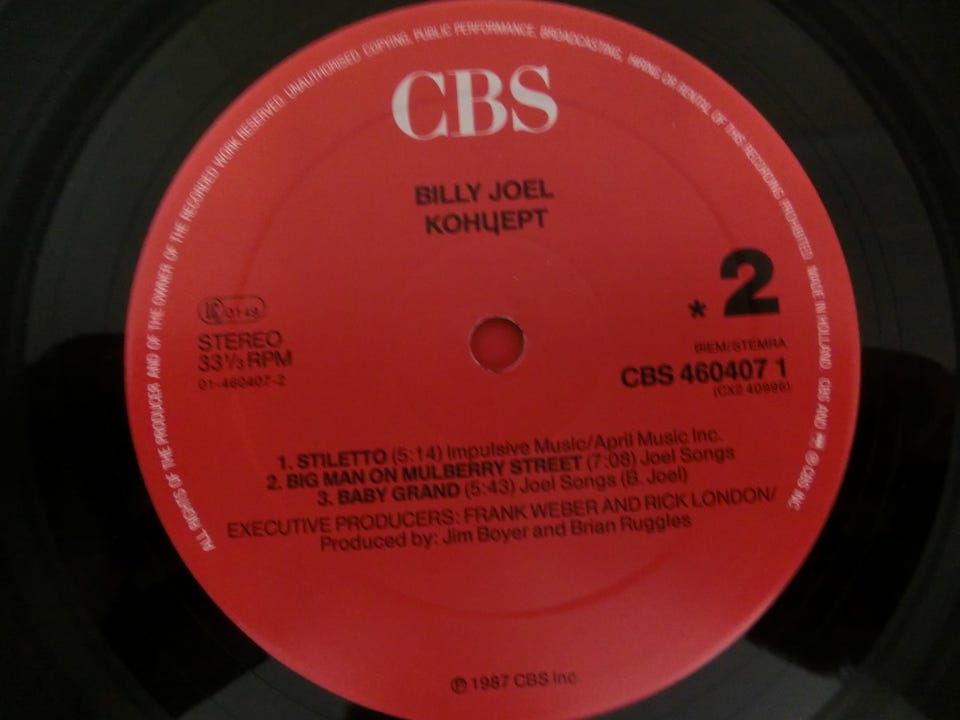 ALL RIGHTS OF THE PRODUCER AND OF THE OWNER OF THE RECORDED WORK RESERVED. UNAUTHORISED COPYING, PUBLIC PERFORMANCE, BROADCASTING, HIRING OR RENTAL OF THIS RECORDING PROHIBITED MADE IN HOLLAND CBS AND ℗ © CBS INC
CBS
BILLY JOEL
КОНЦЕРТ
* 2
LC 0149
STEREO
33⅓ RPM
01-460407-2
BIEM/STEMRA
CBS 460407 1
(CX2 40996)
1. STILETTO (5:14) Impulsive Music/April Music Inc.
2. BIG MAN ON MULBERRY STREET (7:08) Joel Songs
3. BABY GRAND (5:43) Joel Songs (B. Joel)
EXECUTIVE PRODUCERS: FRANK WEBER AND RICK LONDON/
Produced by: Jim Boyer and Brian Ruggles
℗ 1987 CBS Inc.